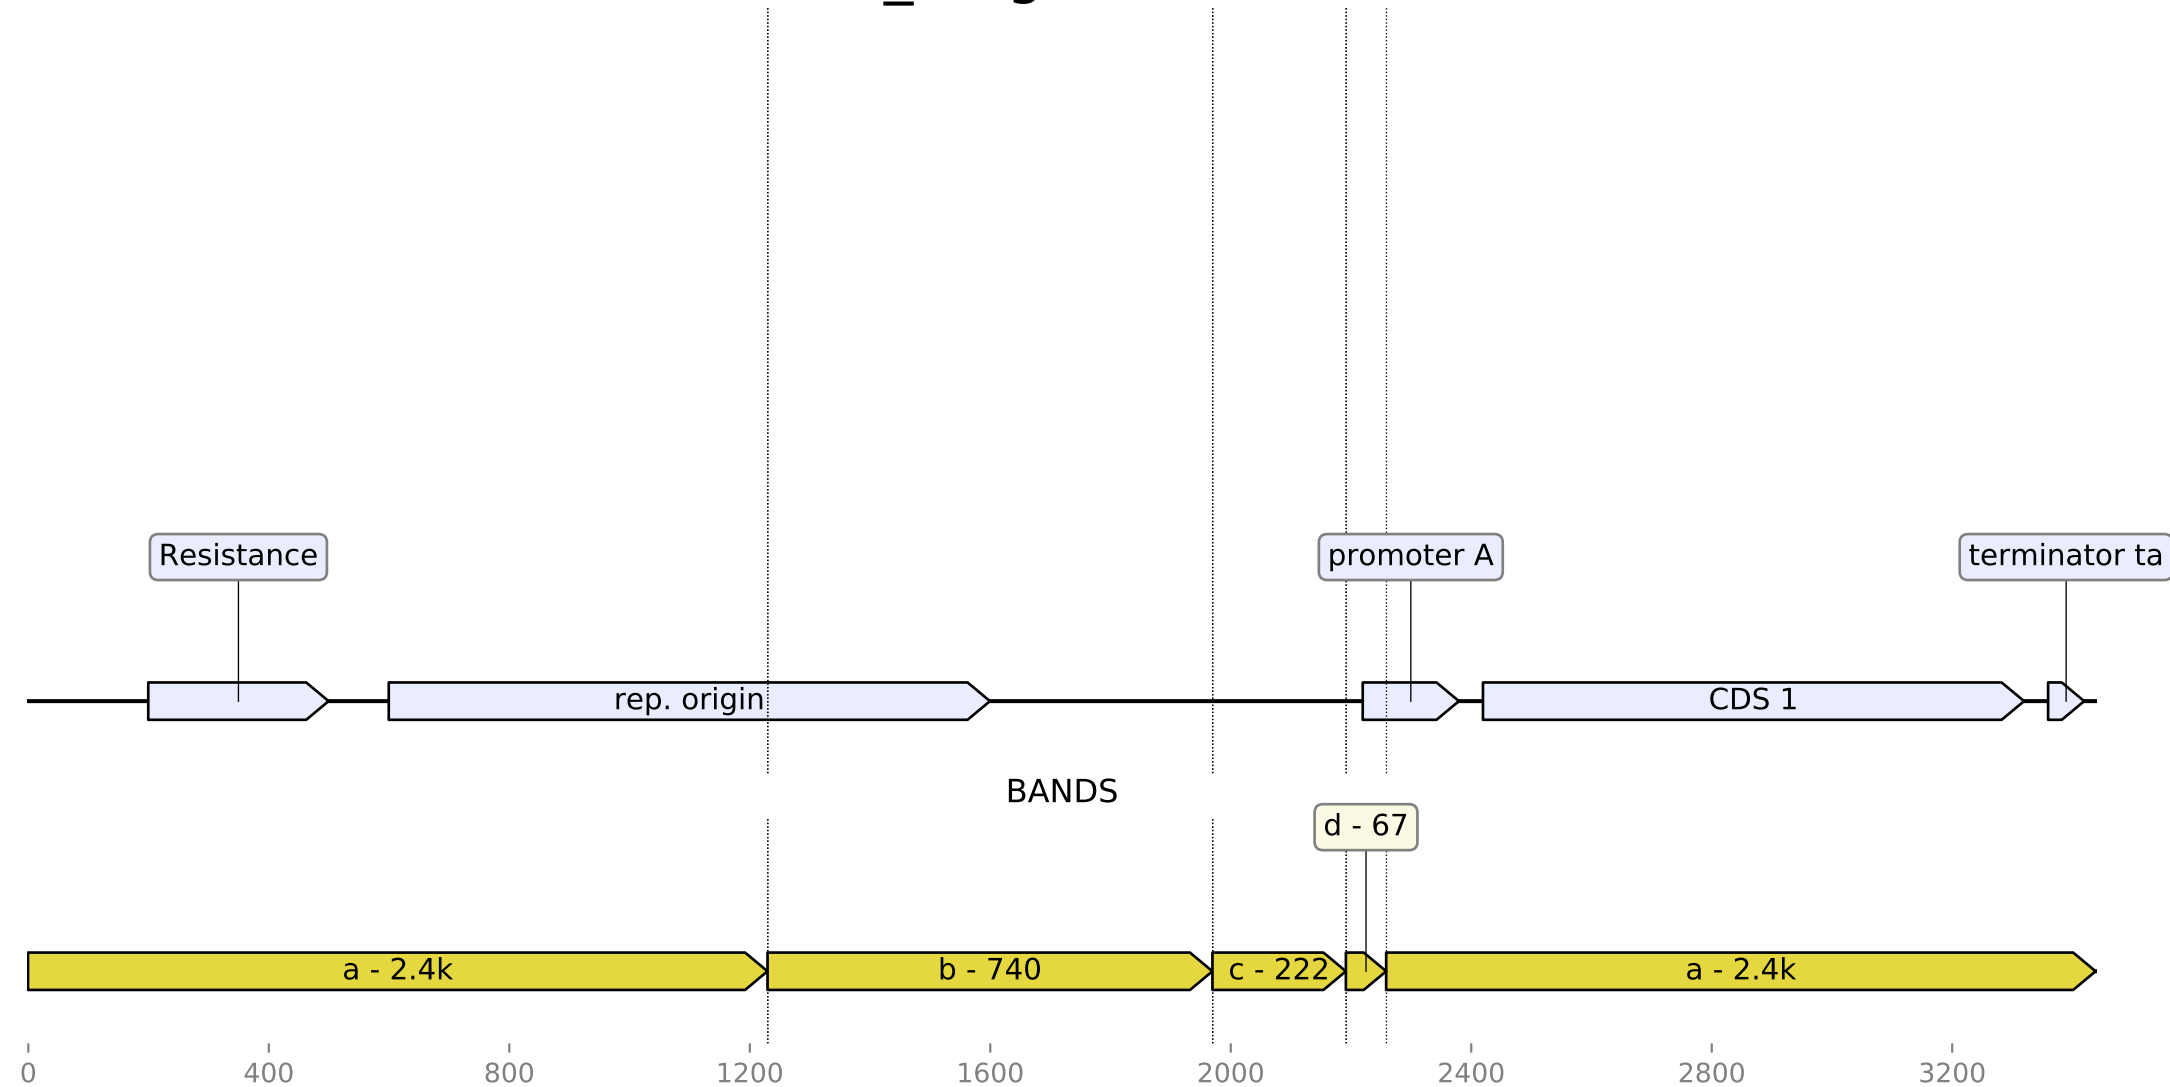 Resistance
promoter A
terminator ta
rep. origin
CDS 1
BANDS
d - 67
a - 2.4k
b - 740
c - 222
a - 2.4k
0 400 800 1200 1600 2000 2400 2800 3200